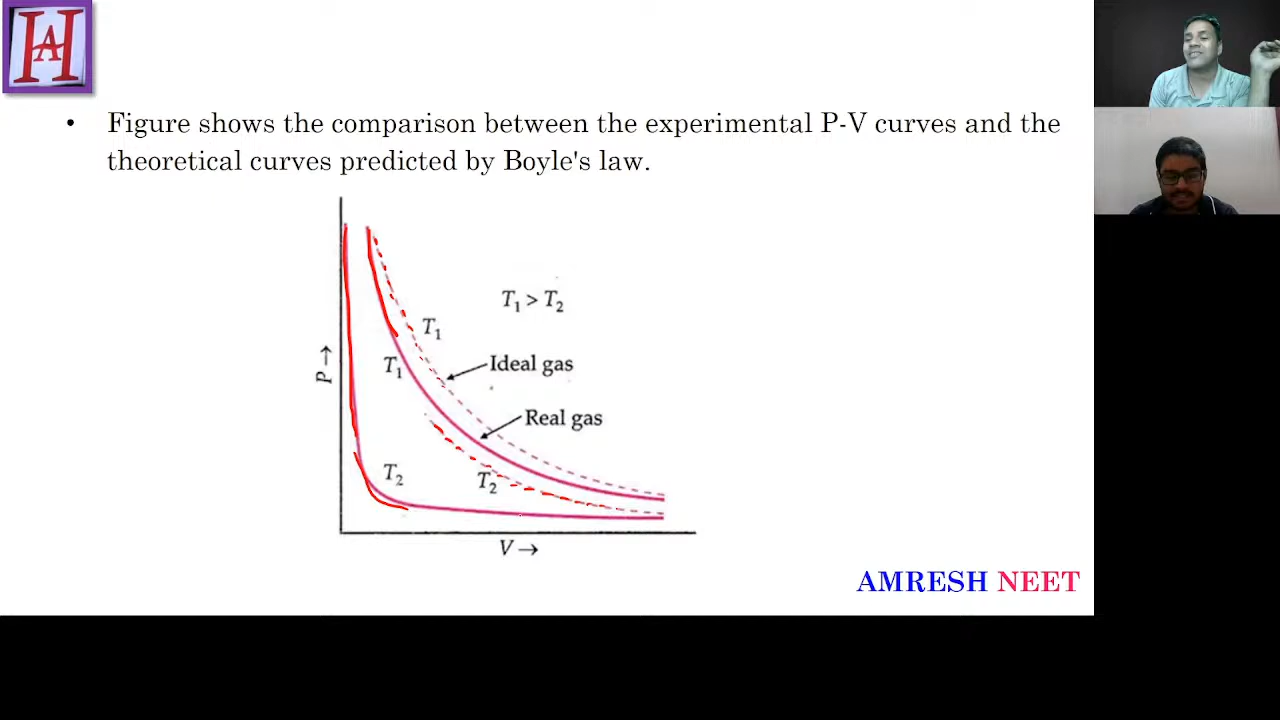 HA
• Figure shows the comparison between the experimental P-V curves and the
theoretical curves predicted by Boyle's law.
T₁ > T₂
T₁
P →
T₁
Ideal gas
Real gas
T₂
T₂
V →
AMRESH NEET